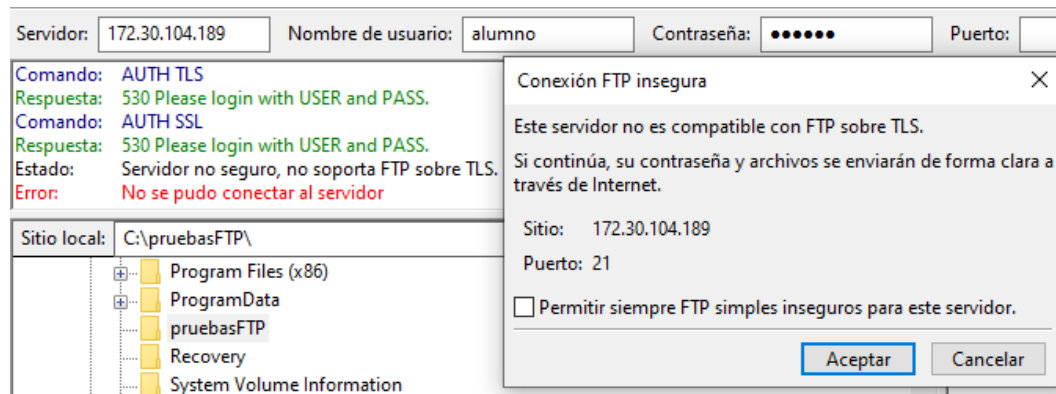 Servidor: 172.30.104.189 Nombre de usuario: alumno Contraseña: ●●●●●● Puerto:
Comando: AUTH TLS
Respuesta: 530 Please login with USER and PASS.
Comando: AUTH SSL
Respuesta: 530 Please login with USER and PASS.
Estado: Servidor no seguro, no soporta FTP sobre TLS.
Error: No se pudo conectar al servidor
Sitio local: C:\pruebasFTP\
Program Files (x86)
ProgramData
pruebasFTP
Recovery
System Volume Information
Conexión FTP insegura
Este servidor no es compatible con FTP sobre TLS.
Si continúa, su contraseña y archivos se enviarán de forma clara a
través de Internet.
Sitio: 172.30.104.189
Puerto: 21
Permitir siempre FTP simples inseguros para este servidor.
Aceptar Cancelar